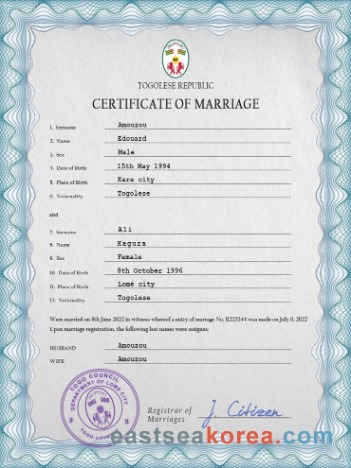 TOGOLESE REPUBLIC
CERTIFICATE OF MARRIAGE
1. Surname Amouzou
2. Name Edouard
3. Sex Male
4. Date of Birth 15th May 1994
5. Place of Birth Kara city
6. Nationality Togolese
and
7. Surname Ali
8. Name Kagura
9. Sex Female
10. Date of Birth 8th October 1996
11. Place of Birth Lomé city
12. Nationality Togolese
Were married on 8th June 2022 in witness whereof a entry of marriage No. was made on July 8, 2022
Upon marriage registration, the following last names were assignes:
HUSBAND Amouzou
WIFE Amouzou
TOGO COUNCIL
DEPARTMENT OF LOME CITY
TOGO COUNCIL
Registrar of
Marriages
J. Citizen
eastseakorea.com